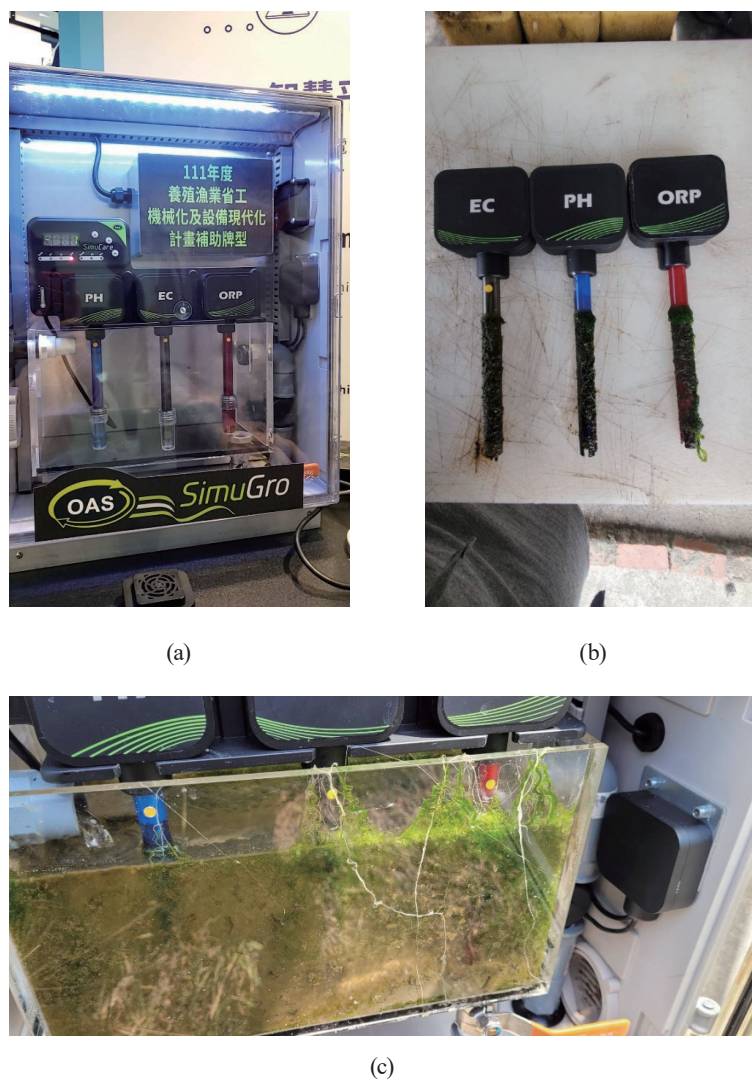 111年度
養殖漁業省工
機械化及設備現代化
計畫補助牌型
SimuCare
PH
EC
ORP
OAS
SimuGro
(a)
EC
PH
ORP
(b)
(c)